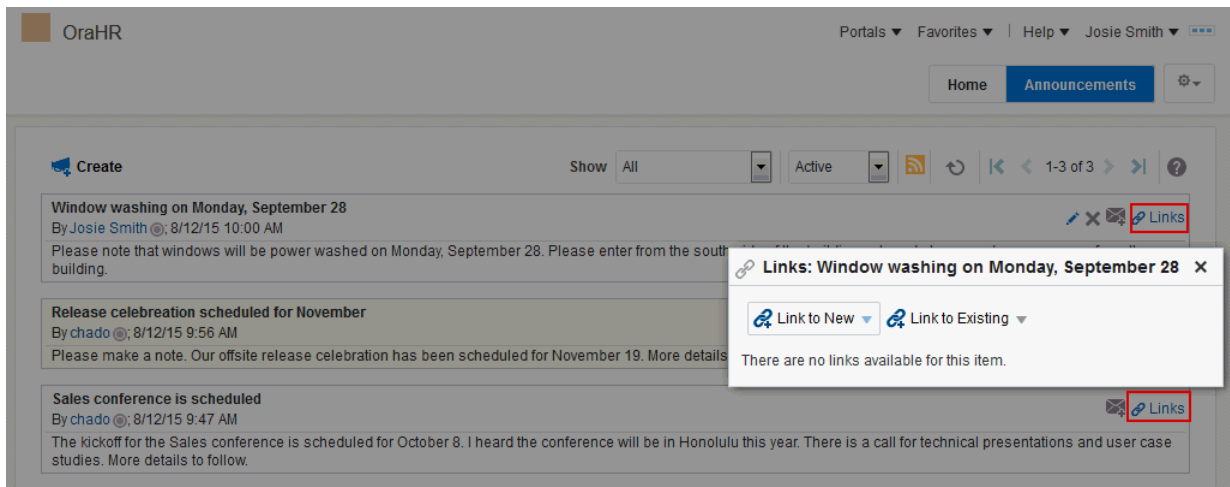 OraHR
Portals Favorites | Help Josie Smith
Home Announcements
Create Show All Active 1-3 of 3
Window washing on Monday, September 28
By Josie Smith; 8/12/15 10:00 AM
Links
Please note that windows will be power washed on Monday, September 28. Please enter from the south
building.
Links: Window washing on Monday, September 28
Link to New Link to Existing
There are no links available for this item.
Release celebreation scheduled for November
By chado; 8/12/15 9:56 AM
Please make a note. Our offsite release celebration has been scheduled for November 19. More details
Sales conference is scheduled
By chado; 8/12/15 9:47 AM
Links
The kickoff for the Sales conference is scheduled for October 8. I heard the conference will be in Honolulu this year. There is a call for technical presentations and user case
studies. More details to follow.